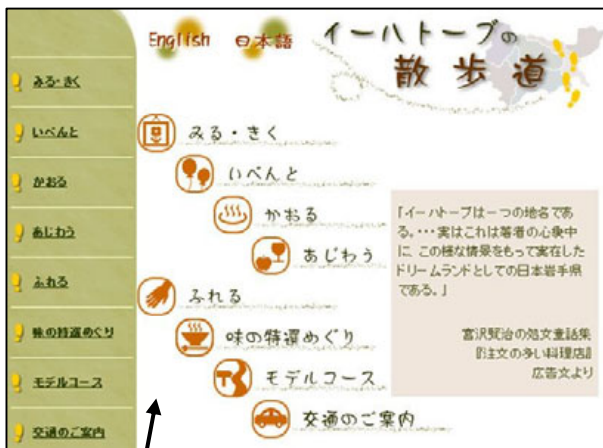 English 日本語
イーハトーブの
散歩道
みる・きく
いべんと
かおる
あじわう
ふれる
味の特選めぐり
モデルコース
交通のご案内
みる・きく
いべんと
かおる
あじわう
ふれる
味の特選めぐり
モデルコース
交通のご案内
「イーハトーブは一つの地名であ
る。・・・実はこれは著者の心象中
に、この様な情景をもって実在した
ドリームランドとしての日本岩手県
である。」
宮沢賢治の処女童話集
『注文の多い料理店』
広告文より